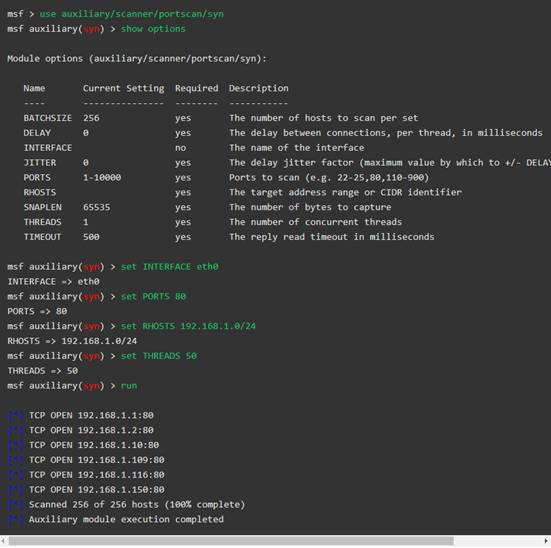 msf > use auxiliary/scanner/portscan/syn
msf auxiliary(syn) > show options
Module options (auxiliary/scanner/portscan/syn):
Name Current Setting Required Description
---- --------------- -------- -----------
BATCHSIZE 256 yes The number of hosts to scan per set
DELAY 0 yes The delay between connections, per thread, in milliseconds
INTERFACE no The name of the interface
JITTER 0 yes The delay jitter factor (maximum value by which to +/- DELAY
PORTS 1-10000 yes Ports to scan (e.g. 22-25,80,110-900)
RHOSTS yes The target address range or CIDR identifier
SNAPLEN 65535 yes The number of bytes to capture
THREADS 1 yes The number of concurrent threads
TIMEOUT 500 yes The reply read timeout in milliseconds
msf auxiliary(syn) > set INTERFACE eth0
INTERFACE => eth0
msf auxiliary(syn) > set PORTS 80
PORTS => 80
msf auxiliary(syn) > set RHOSTS 192.168.1.0/24
RHOSTS => 192.168.1.0/24
msf auxiliary(syn) > set THREADS 50
THREADS => 50
msf auxiliary(syn) > run
[*] TCP OPEN 192.168.1.1:80
[*] TCP OPEN 192.168.1.2:80
[*] TCP OPEN 192.168.1.10:80
[*] TCP OPEN 192.168.1.109:80
[*] TCP OPEN 192.168.1.116:80
[*] TCP OPEN 192.168.1.150:80
[*] Scanned 256 of 256 hosts (100% complete)
[*] Auxiliary module execution completed